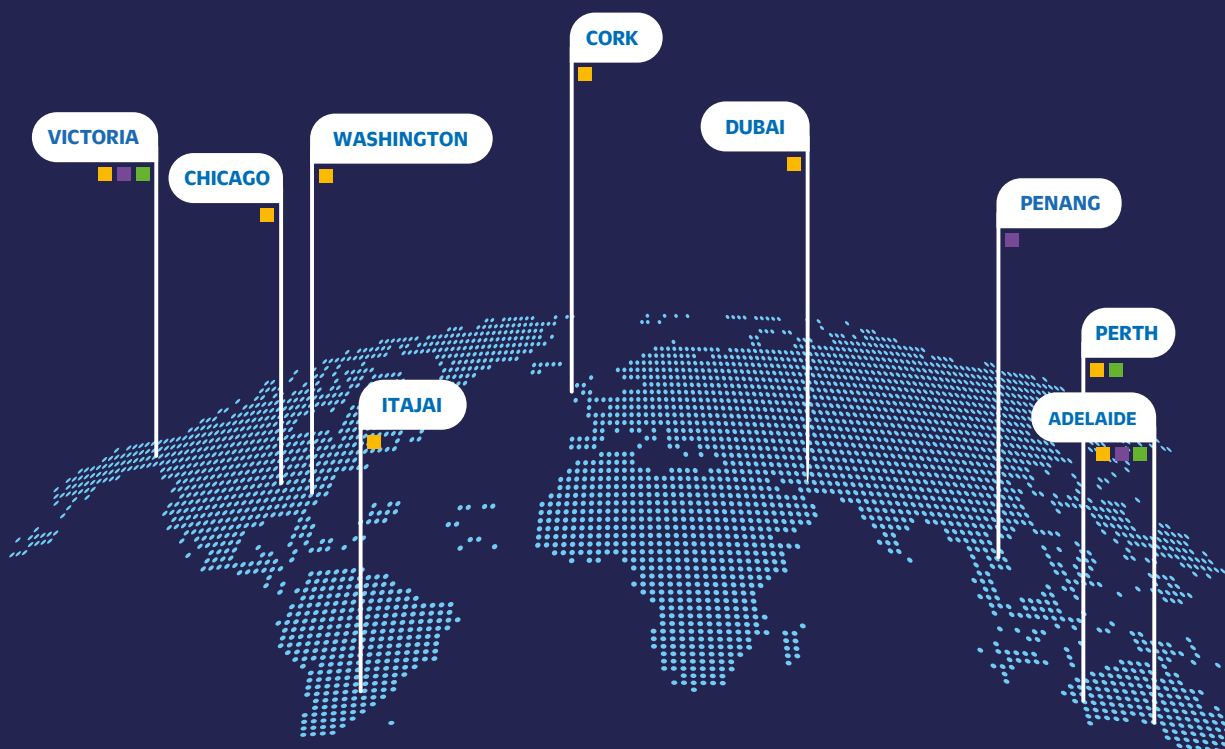 CORK
VICTORIA
WASHINGTON
DUBAI
CHICAGO
PENANG
PERTH
ITAJAI
ADELAIDE